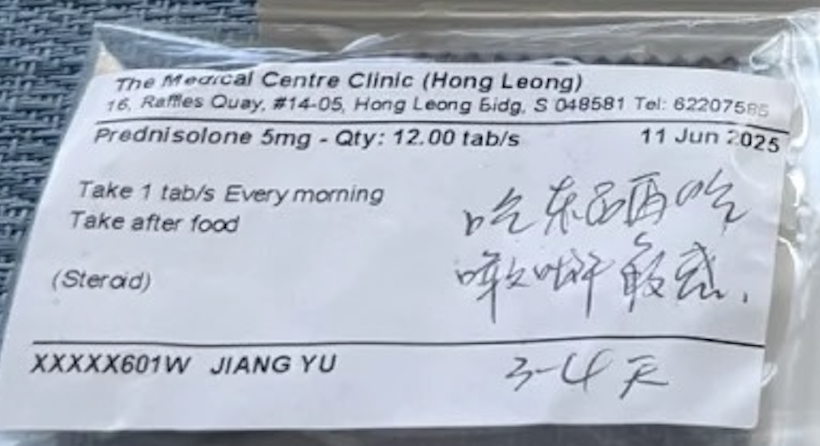 The Medical Centre Clinic (Hong Leong)
16, Raffles Quay, #14-05, Hong Leong Bldg, S 048581 Tel: 62207585
Prednisolone 5mg - Qty: 12.00 tab/s 11 Jun 2025
Take 1 tab/s Every morning
Take after food
(Steroid)
吃东西再吃
咳嗽 敏感.
XXXXX601W JIANG YU
3-4天